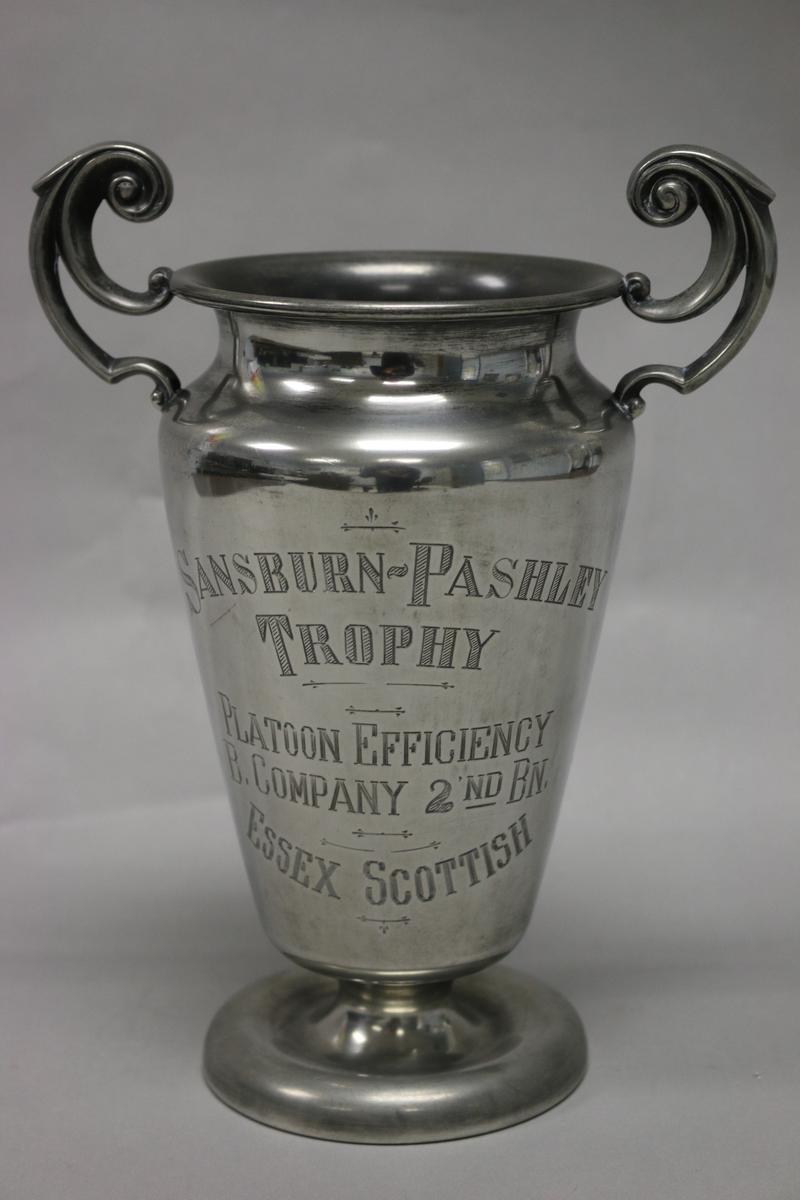 SANSBURN~PASHLEY
TROPHY
PLATOON EFFICIENCY
B. COMPANY 2'ND BN.
ESSEX SCOTTISH